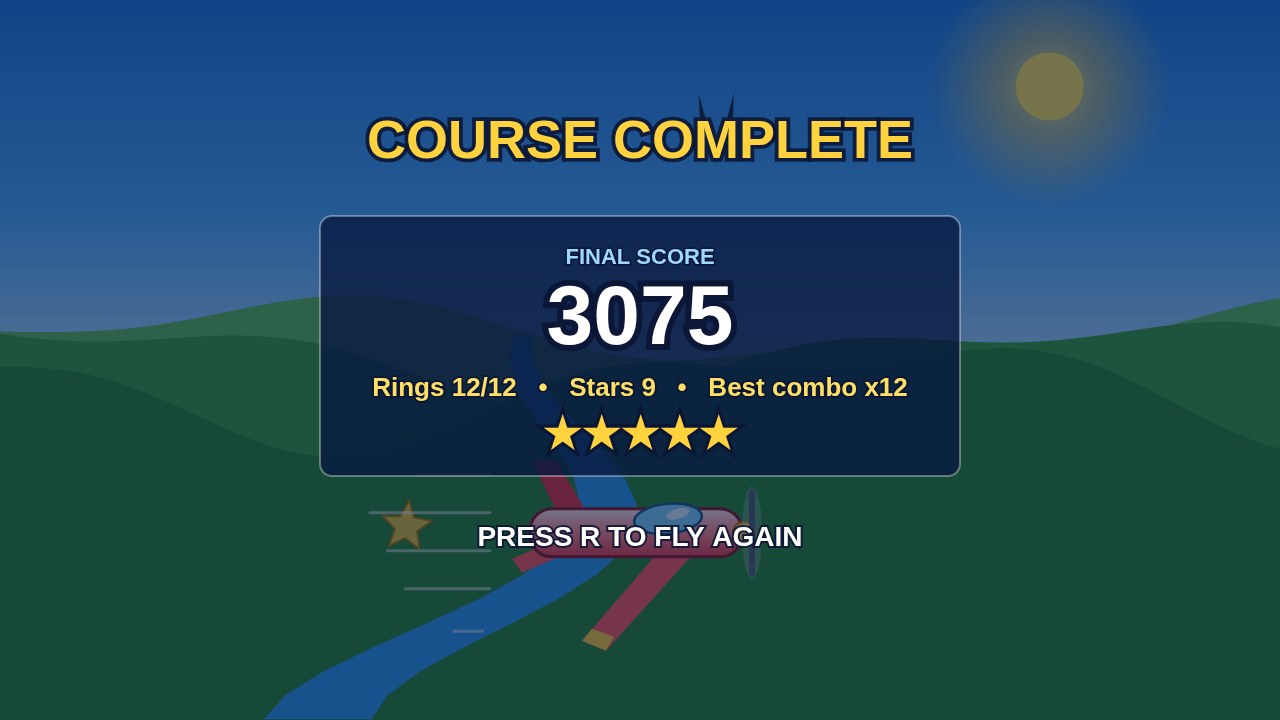 COURSE COMPLETE
FINAL SCORE
3075
Rings 12/12 • Stars 9 • Best combo x12
★★★★★
PRESS R TO FLY AGAIN